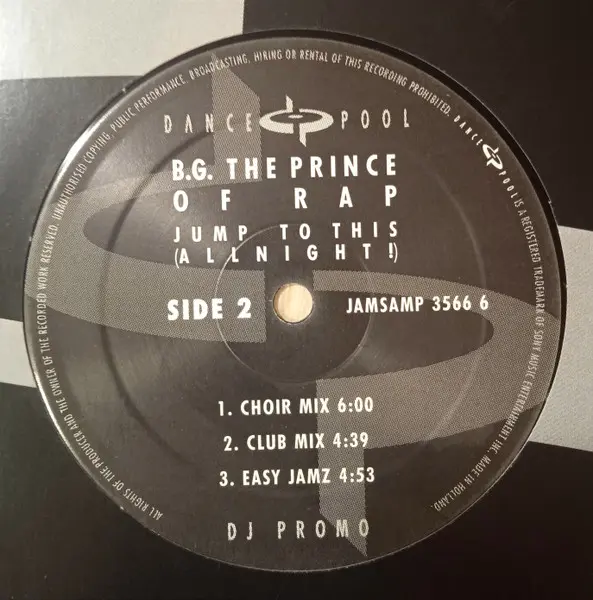 DANCE dp POOL
B.G. THE PRINCE
OF RAP
JUMP TO THIS
(ALLNIGHT!)
SIDE 2
JAMSAMP 3566 6
1. CHOIR MIX 6:00
2. CLUB MIX 4:39
3. EASY JAMZ 4:53
DJ PROMO
ALL RIGHTS OF THE PRODUCER AND THE OWNER OF THE RECORDED WORK RESERVED. UNAUTHORISED COPYING, PUBLIC PERFORMANCE, BROADCASTING, HIRING OR RENTAL OF THIS RECORDING PROHIBITED. DANCE dp POOL IS A REGISTERED TRADEMARK OF SONY MUSIC ENTERTAINMENT INC. MADE IN HOLLAND.